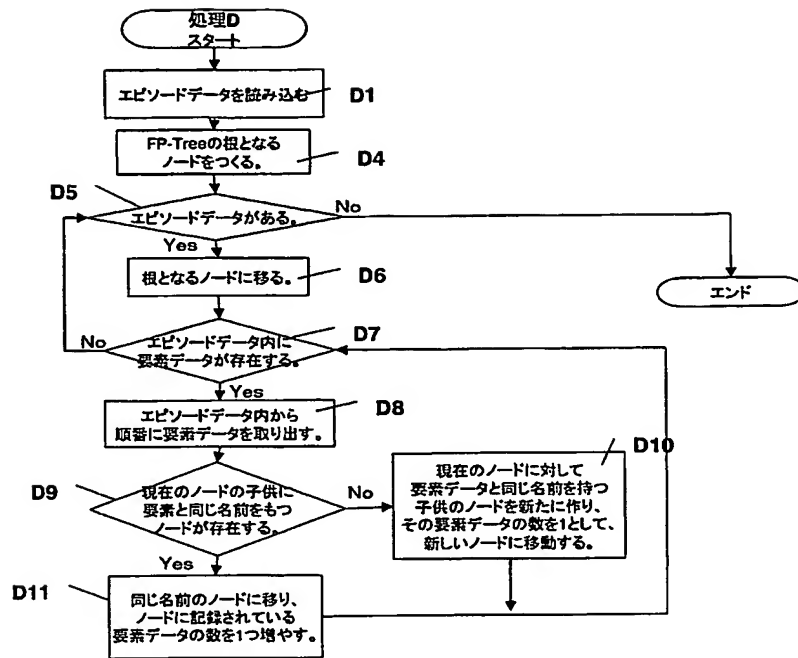 処理D
スタート
エピソードデータを読み込む
D1
FP-Treeの根となる
ノードをつくる。
D4
D5
エピソードデータがある。
No
Yes
根となるノードに移る。
D6
エンド
エピソードデータ内に
要素データが存在する。
D7
No
Yes
エピソードデータ内から
順番に要素データを取り出す。
D8
D9
現在のノードの子供に
要素と同じ名前をもつ
ノードが存在する。
No
Yes
D10
現在のノードに対して
要素データと同じ名前を持つ
子供のノードを新たに作り、
その要素データの数を1として、
新しいノードに移動する。
D11
同じ名前のノードに移り、
ノードに記録されている
要素データの数を1つ増やす。